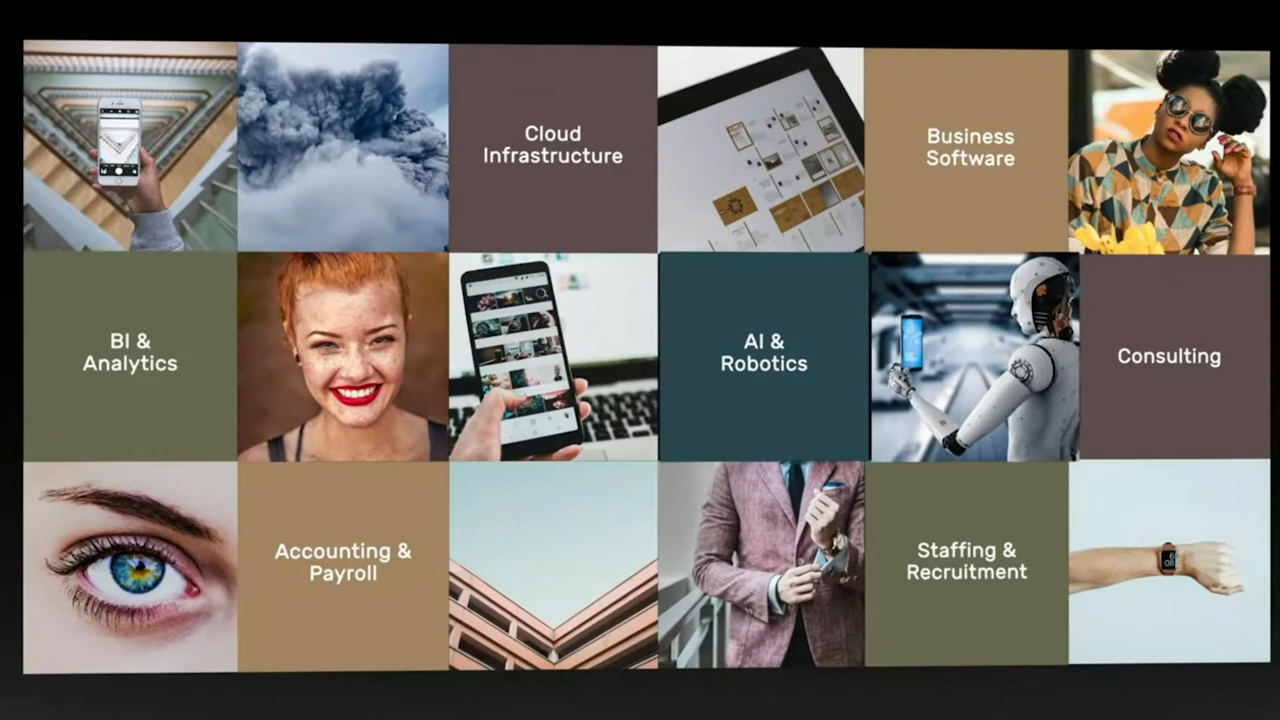 Cloud
Infrastructure
Business
Software
BI &
Analytics
AI &
Robotics
Consulting
Accounting &
Payroll
Staffing &
Recruitment